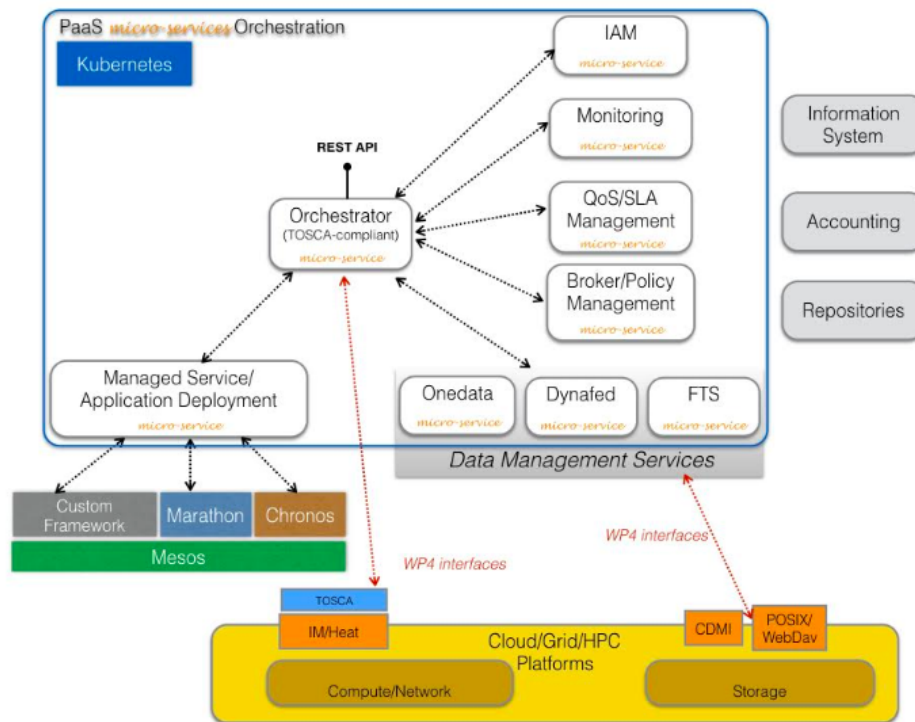 PaaS micro-services Orchestration
Kubernetes
IAM
micro-service
Monitoring
micro-service
Information
System
REST API
Orchestrator
(TOSCA-compliant)
micro-service
QoS/SLA
Management
micro-service
Accounting
Broker/Policy
Management
micro-service
Repositories
Managed Service/
Application Deployment
micro-service
Onedata
micro-service
Dynafed
micro-service
FTS
micro-service
Data Management Services
Custom
Framework
Marathon
Chronos
Mesos
WP4 interfaces
WP4 interfaces
TOSCA
IM/Heat
CDMI
POSIX/
WebDav
Cloud/Grid/HPC
Platforms
Compute/Network
Storage